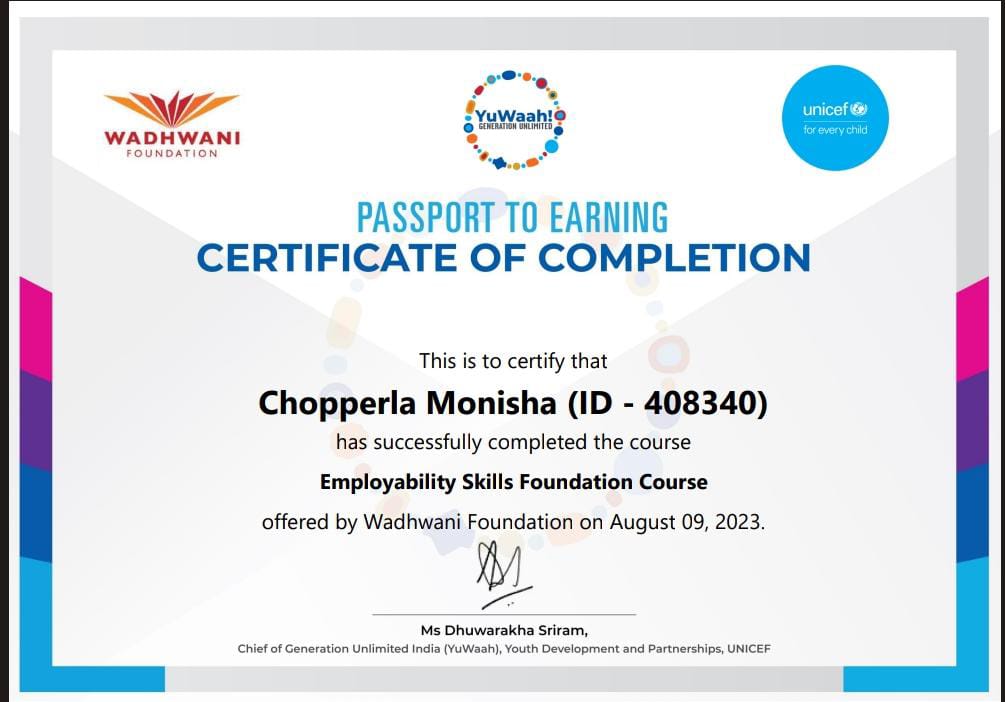 WADHWANI
FOUNDATION
YuWaah!
GENERATION UNLIMITED
unicef
for every child
PASSPORT TO EARNING
CERTIFICATE OF COMPLETION
This is to certify that
Chopperla Monisha (ID - 408340)
has successfully completed the course
Employability Skills Foundation Course
offered by Wadhwani Foundation on August 09, 2023.
Ms Dhuwarakha Sriram,
Chief of Generation Unlimited India (YuWaah), Youth Development and Partnerships, UNICEF